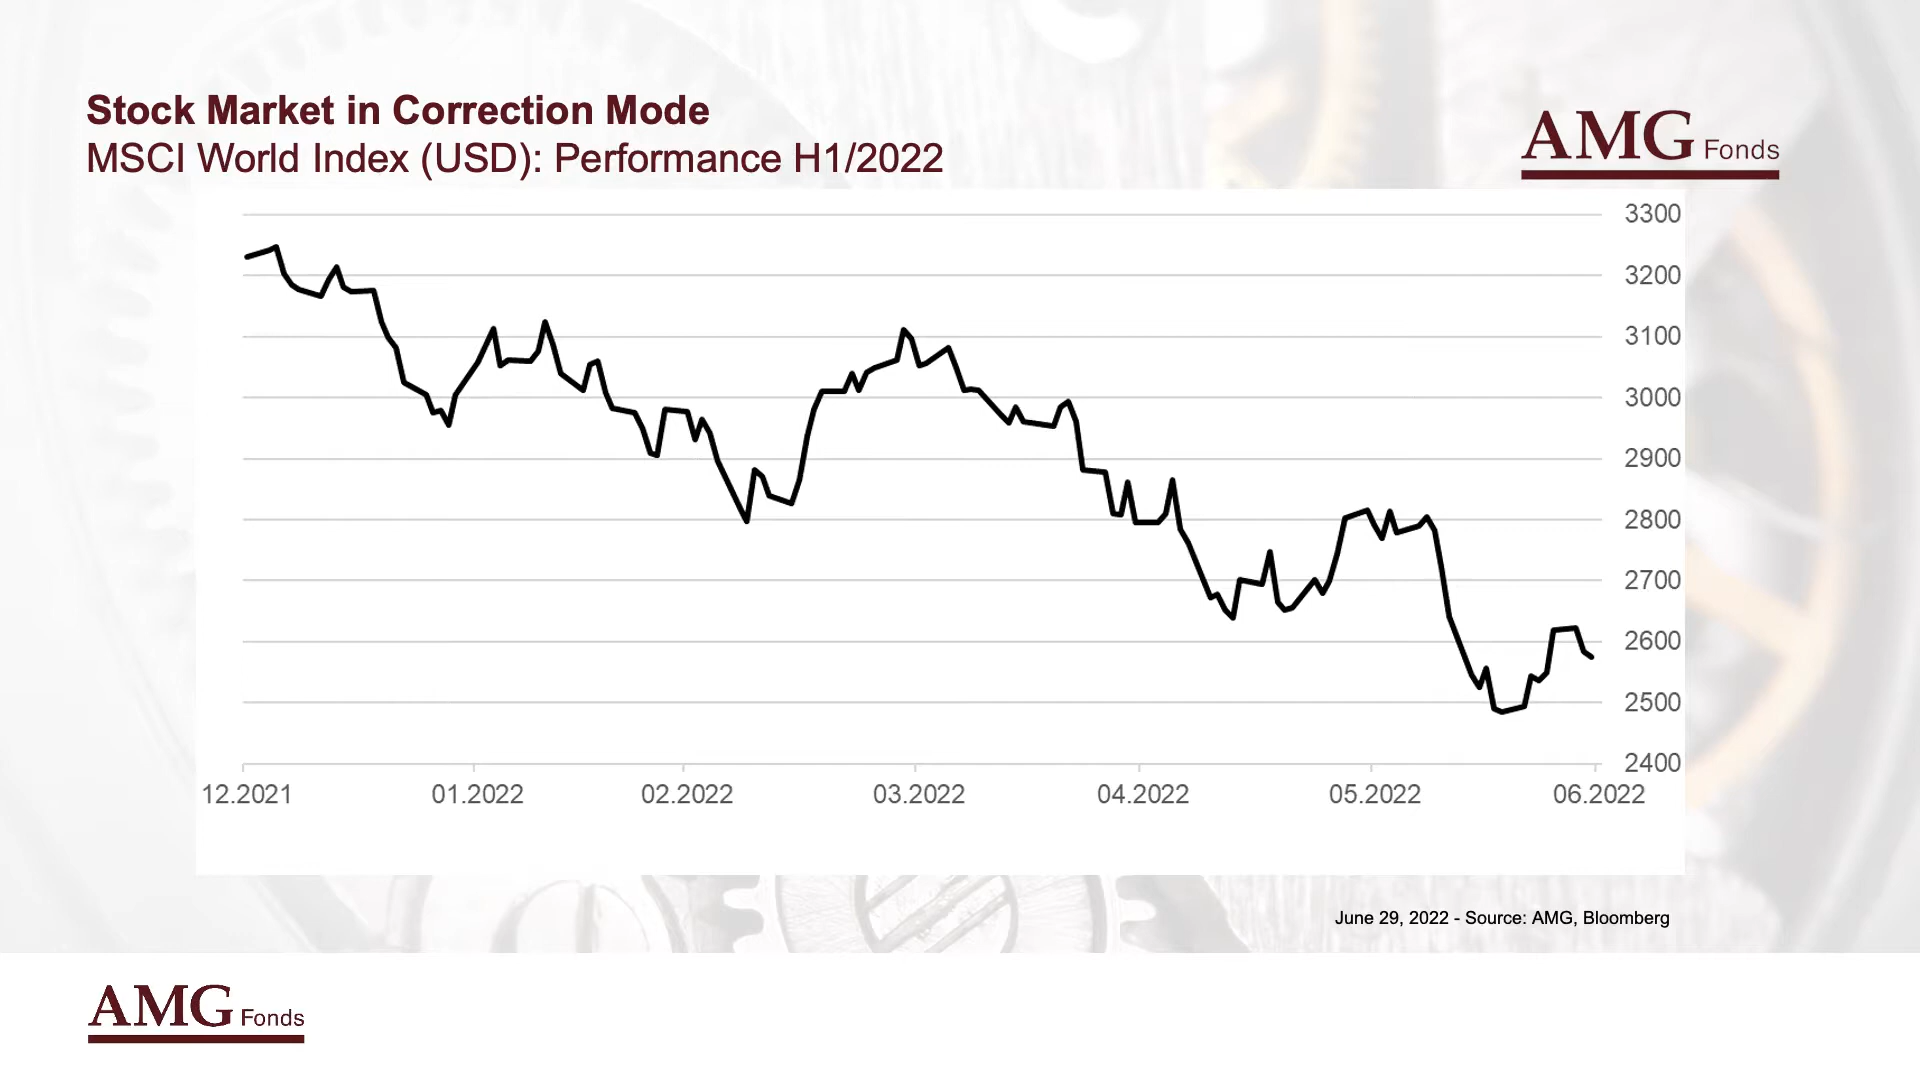 Stock Market in Correction Mode
MSCI World Index (USD): Performance H1/2022
AMG Fonds
3300
3200
3100
3000
2900
2800
2700
2600
2500
2400
12.2021 01.2022 02.2022 03.2022 04.2022 05.2022 06.2022
June 29, 2022 - Source: AMG, Bloomberg
AMG Fonds